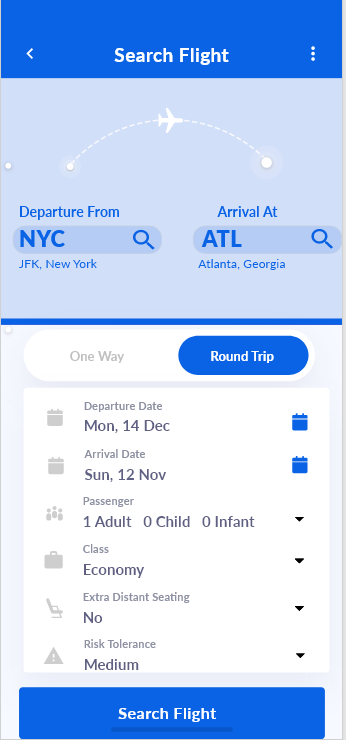 Search Flight
Departure From
Arrival At
NYC
ATL
JFK, New York
Atlanta, Georgia
One Way
Round Trip
Departure Date
Mon, 14 Dec
Arrival Date
Sun, 12 Nov
Passenger
1 Adult 0 Child 0 Infant
Class
Economy
Extra Distant Seating
No
Risk Tolerance
Medium
Search Flight